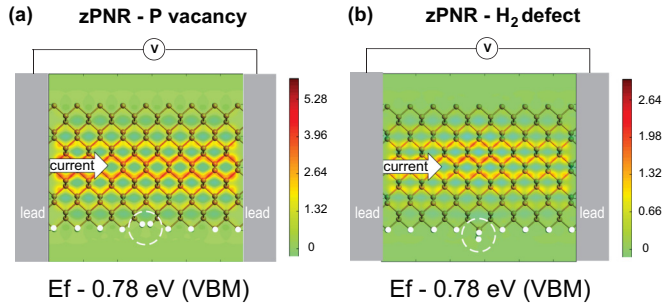 (a) zPNR - P vacancy
V
5.28
3.96
2.64
1.32
0
current
lead
lead
Ef - 0.78 eV (VBM)
(b) zPNR - H₂ defect
V
2.64
1.98
1.32
0.66
0
current
lead
lead
Ef - 0.78 eV (VBM)